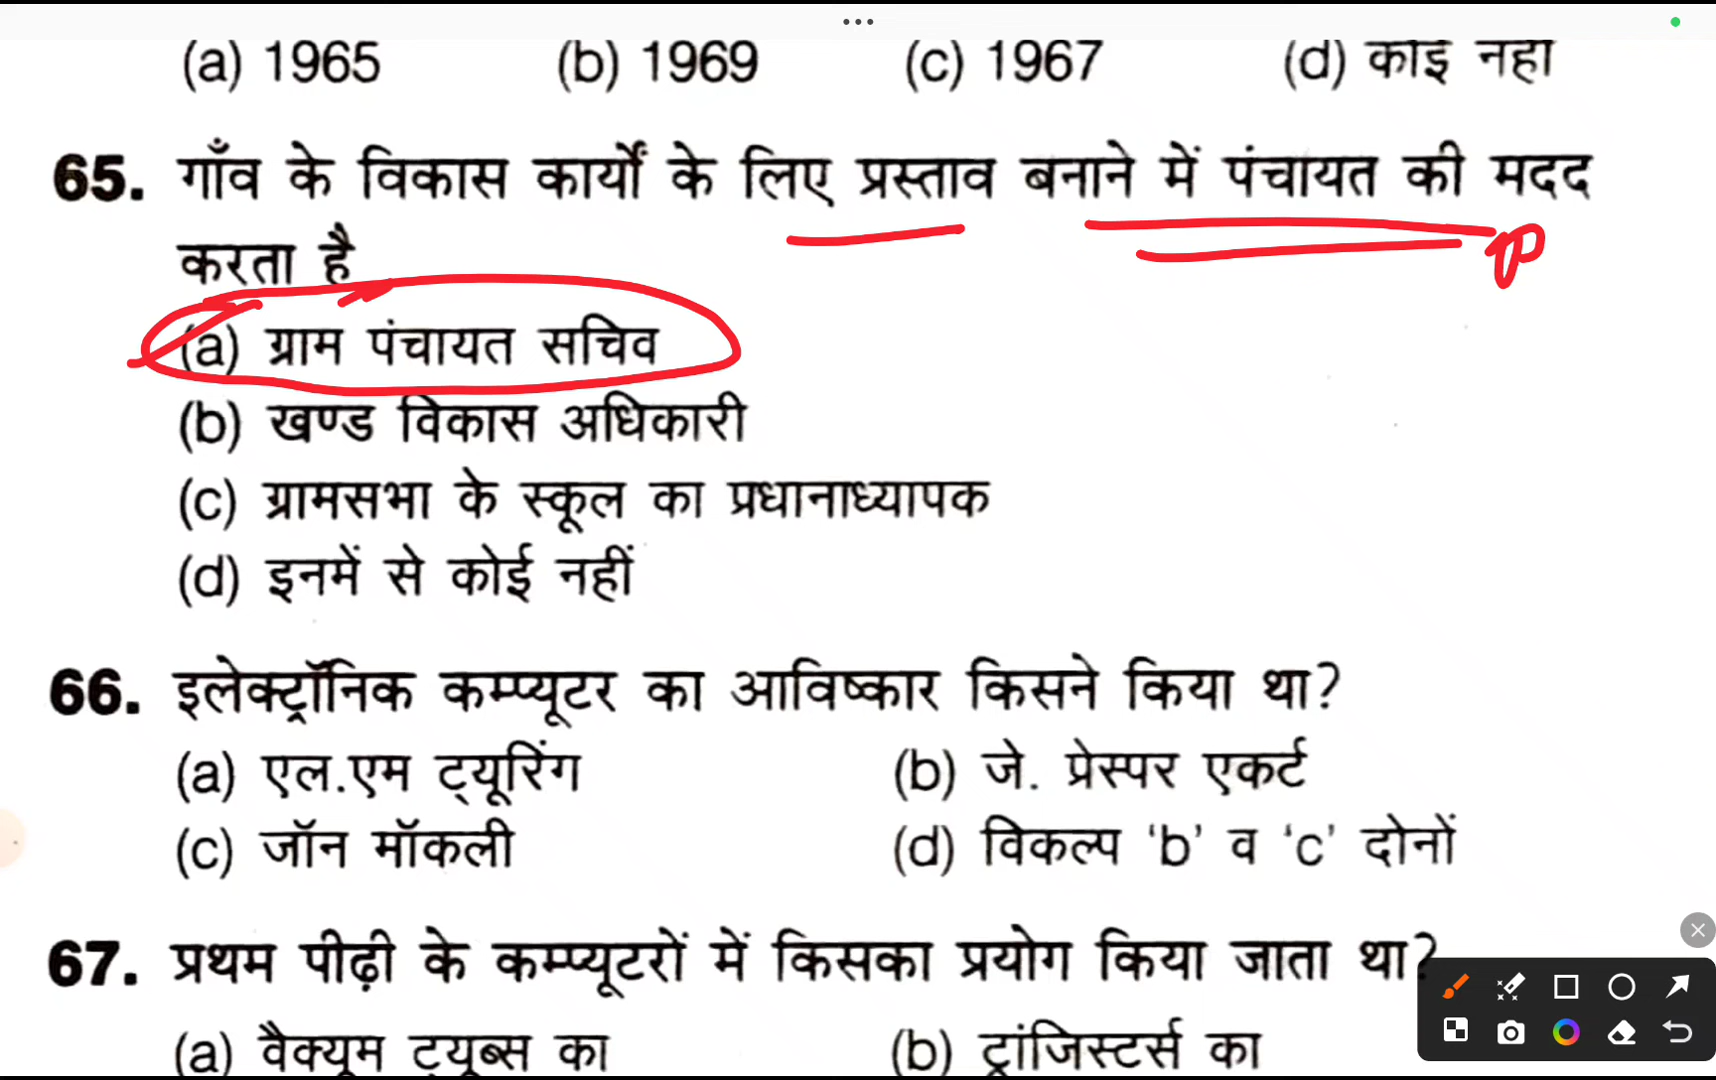 (a) 1965 (b) 1969 (c) 1967 (d) कोई नहीं
65. गाँव के विकास कार्यों के लिए प्रस्ताव बनाने में पंचायत की मदद
करता है
(a) ग्राम पंचायत सचिव
(b) खण्ड विकास अधिकारी
(c) ग्रामसभा के स्कूल का प्रधानाध्यापक
(d) इनमें से कोई नहीं
66. इलेक्ट्रॉनिक कम्प्यूटर का आविष्कार किसने किया था?
(a) एल.एम ट्यूरिंग (b) जे. प्रेस्पर एकर्ट
(c) जॉन मॉकली (d) विकल्प ‘b’ व ‘c’ दोनों
67. प्रथम पीढ़ी के कम्प्यूटरों में किसका प्रयोग किया जाता था?
(a) वैक्यूम ट्यूब्स का (b) ट्रांजिस्टर्स का